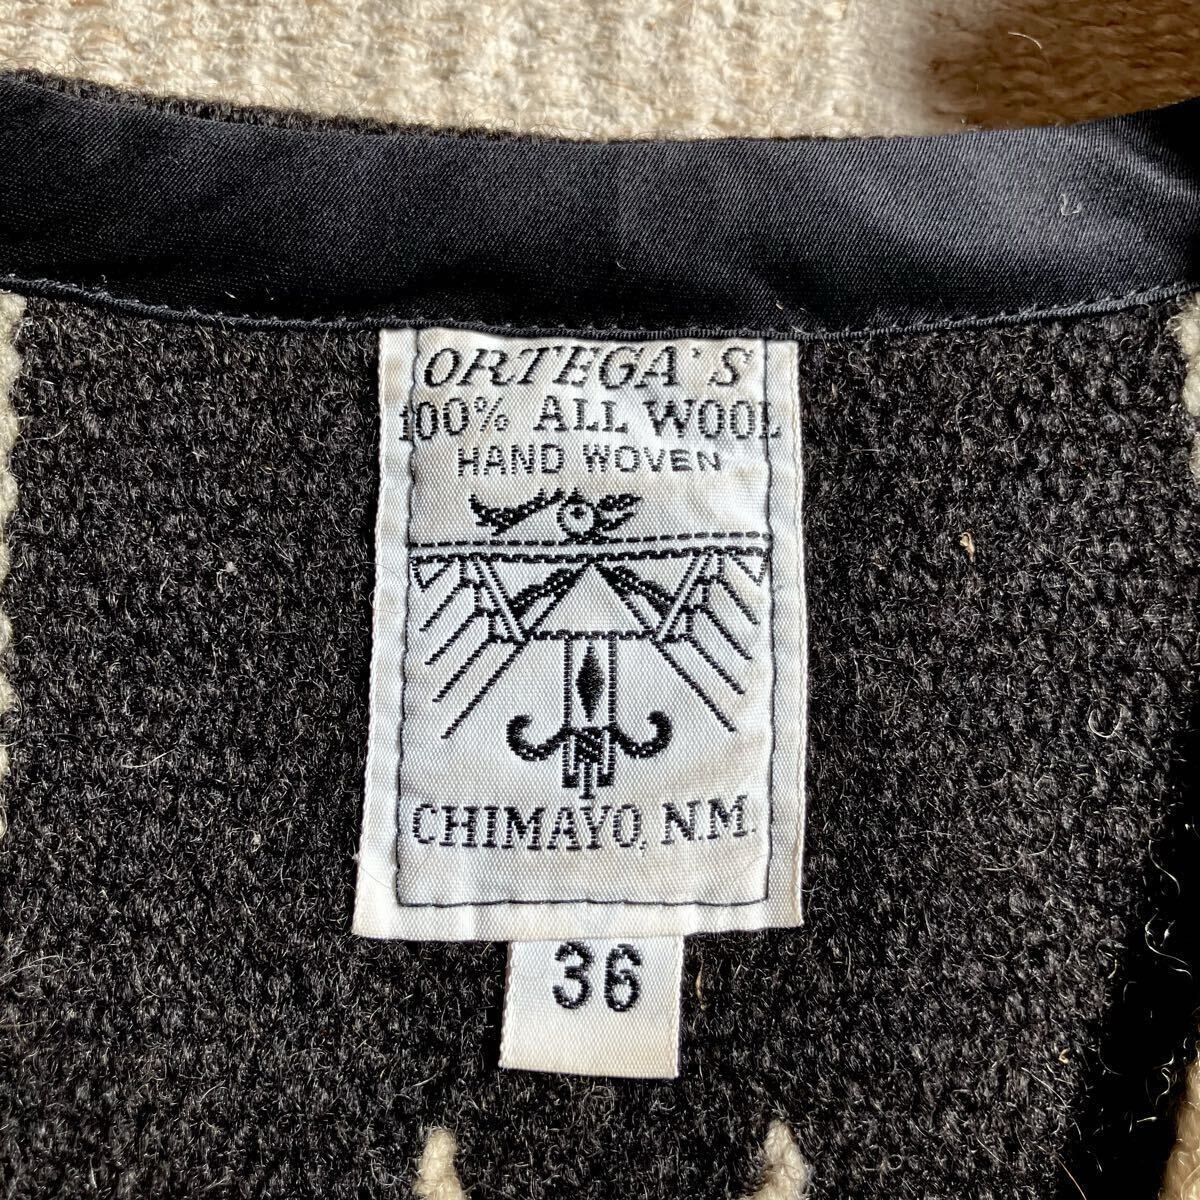 ORTEGA'S
100% ALL WOOL
HAND WOVEN
CHIMAYO, N.M.
36